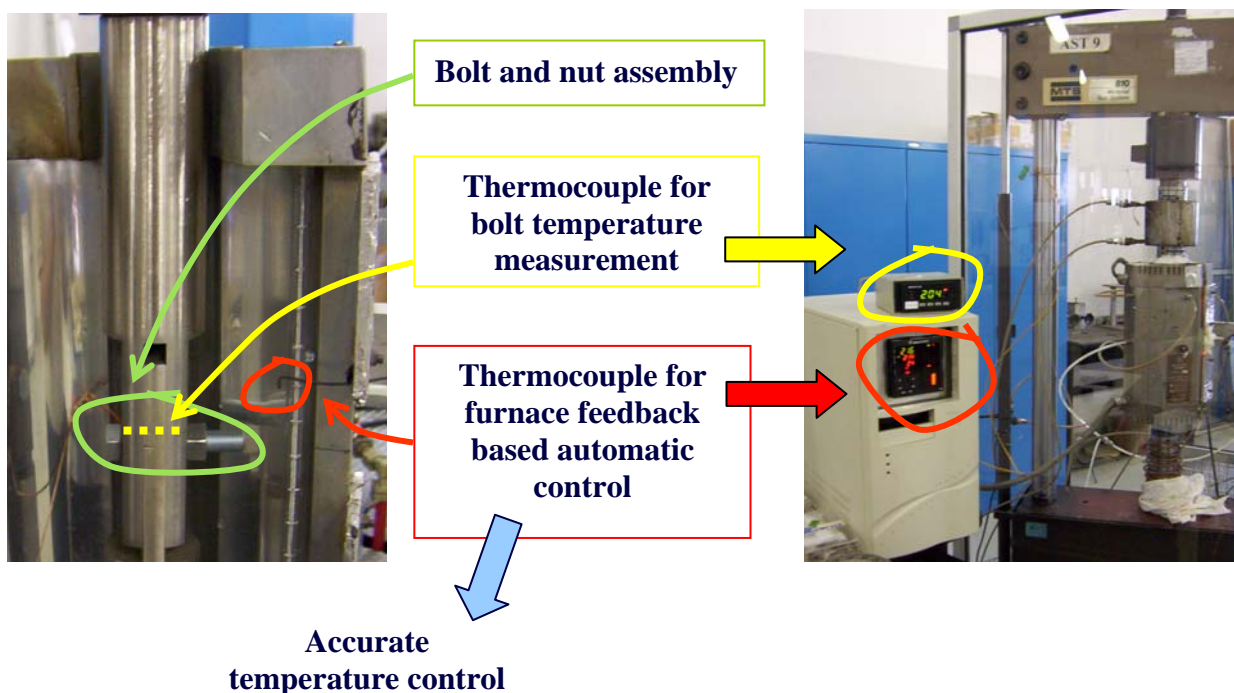 Bolt and nut assembly
Thermocouple for
bolt temperature
measurement
Thermocouple for
furnace feedback
based automatic
control
Accurate
temperature control
AST 9
MTS
810
204